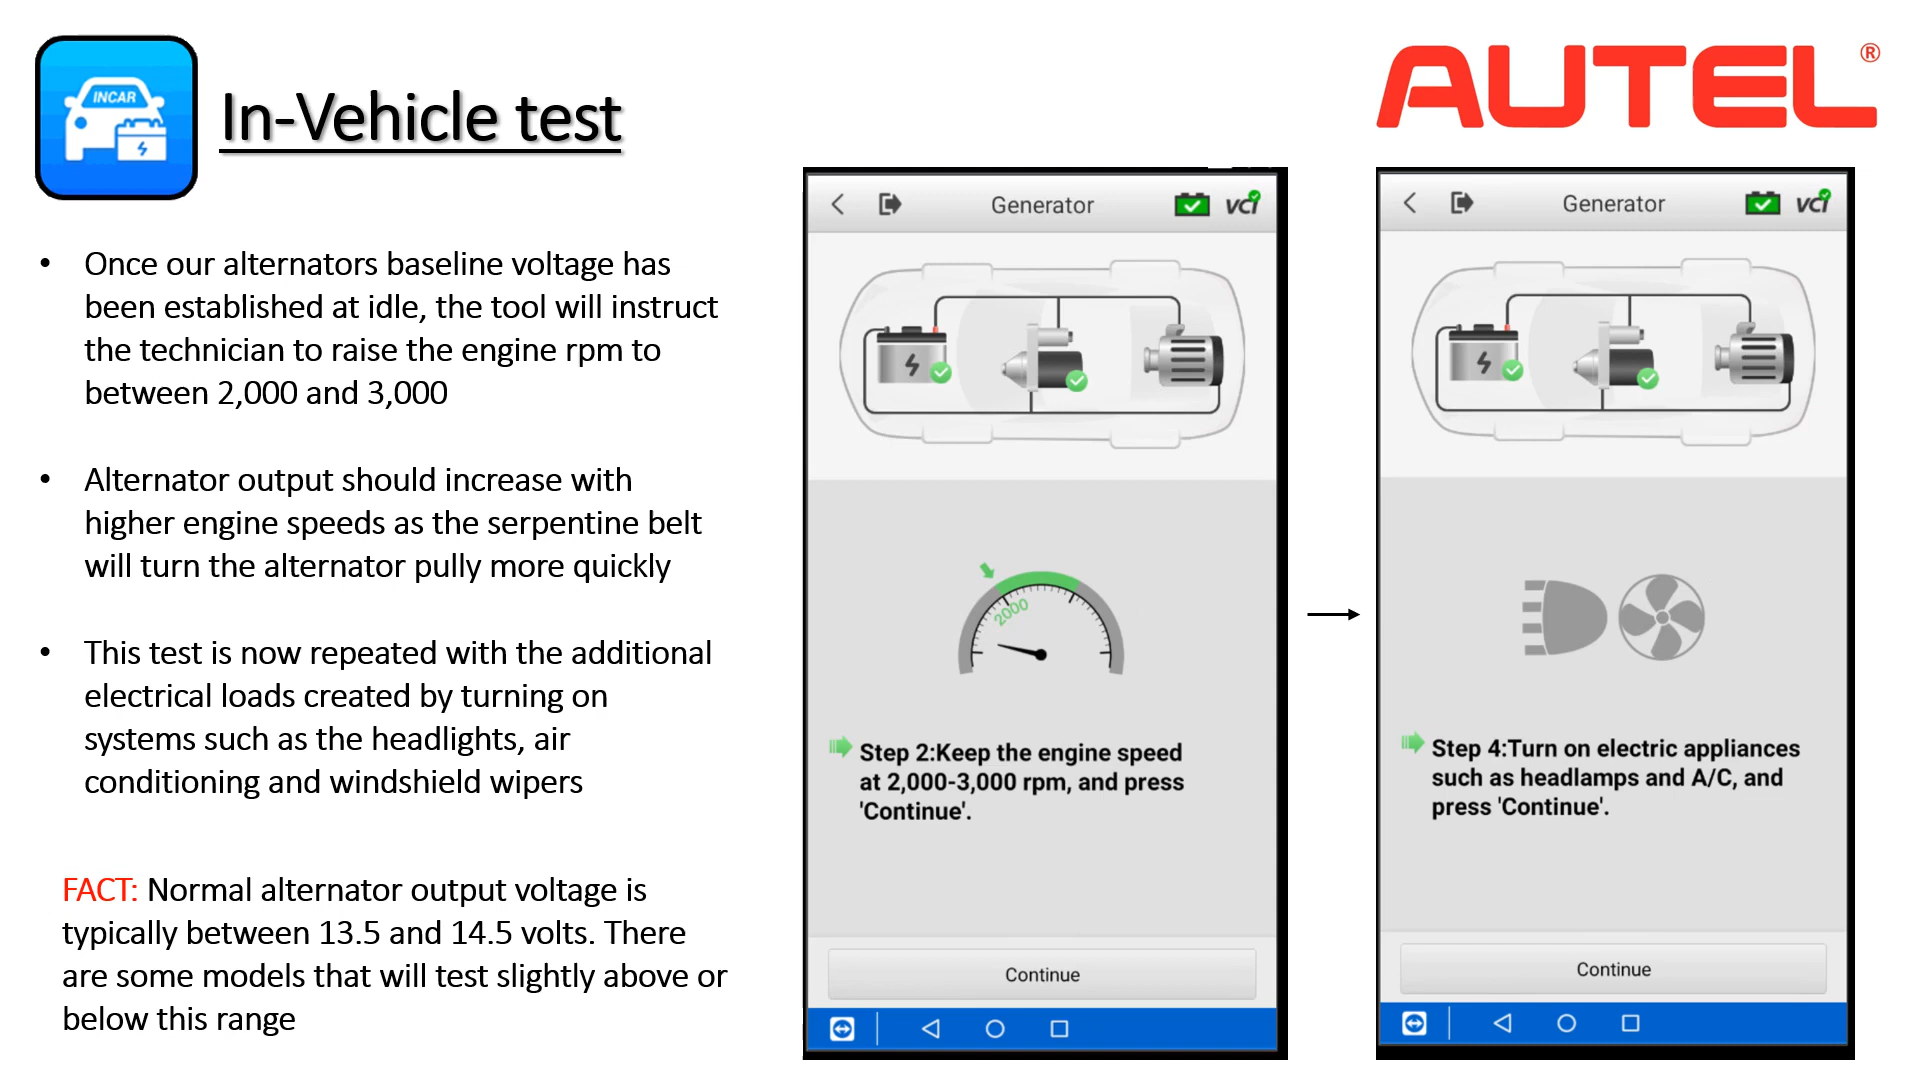 INCAR
In-Vehicle test
AUTEL®
• Once our alternators baseline voltage has
been established at idle, the tool will instruct
the technician to raise the engine rpm to
between 2,000 and 3,000
• Alternator output should increase with
higher engine speeds as the serpentine belt
will turn the alternator pully more quickly
• This test is now repeated with the additional
electrical loads created by turning on
systems such as the headlights, air
conditioning and windshield wipers
FACT: Normal alternator output voltage is
typically between 13.5 and 14.5 volts. There
are some models that will test slightly above or
below this range
Generator
VCI
2000
Step 2:Keep the engine speed
at 2,000-3,000 rpm, and press
'Continue'.
Continue
Generator
VCI
Step 4:Turn on electric appliances
such as headlamps and A/C, and
press 'Continue'.
Continue